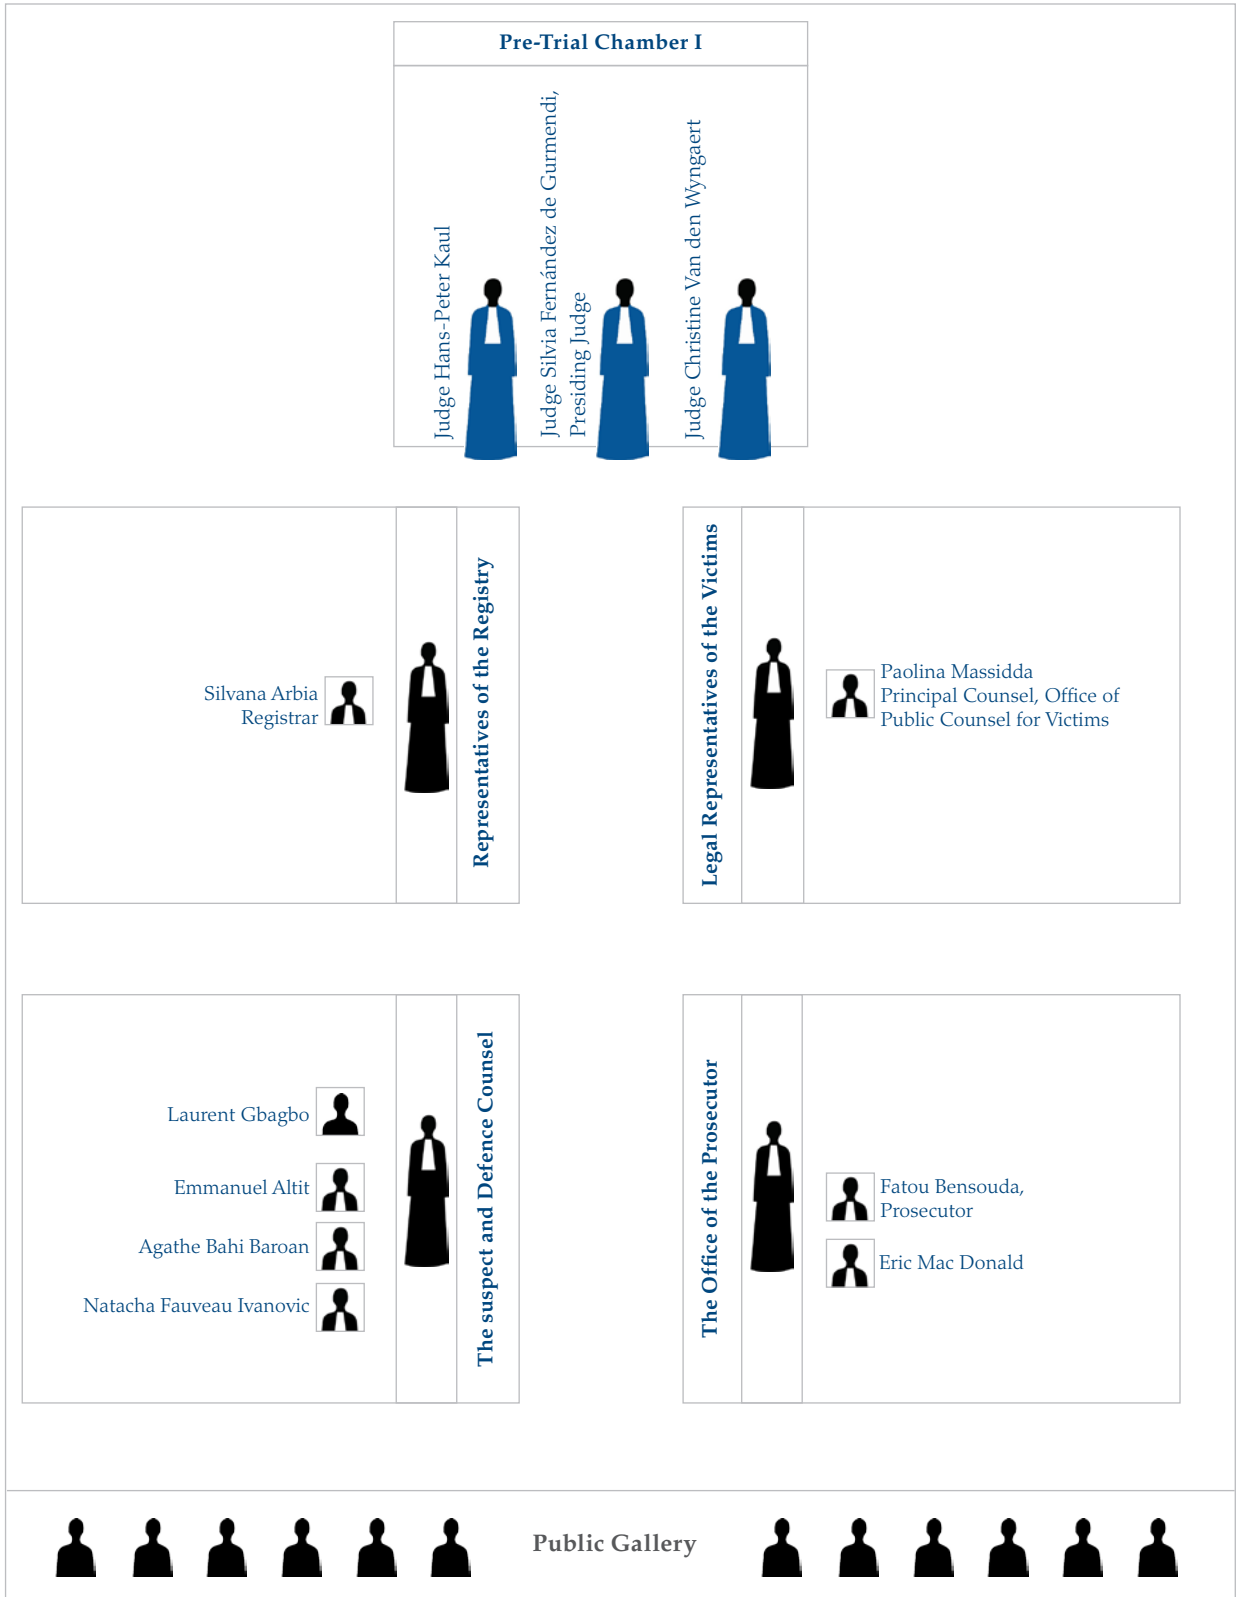 Pre-Trial Chamber I
Judge Hans-Peter Kaul
Judge Silvia Fernández de Gurmendi,
Presiding Judge
Judge Christine Van den Wyngaert
Silvana Arbia
Registrar
Representatives of the Registry
Legal Representatives of the Victims
Paolina Massidda
Principal Counsel, Office of
Public Counsel for Victims
Laurent Gbagbo
Emmanuel Altit
Agathe Bahi Baroan
Natacha Fauveau Ivanovic
The suspect and Defence Counsel
The Office of the Prosecutor
Fatou Bensouda,
Prosecutor
Eric Mac Donald
Public Gallery